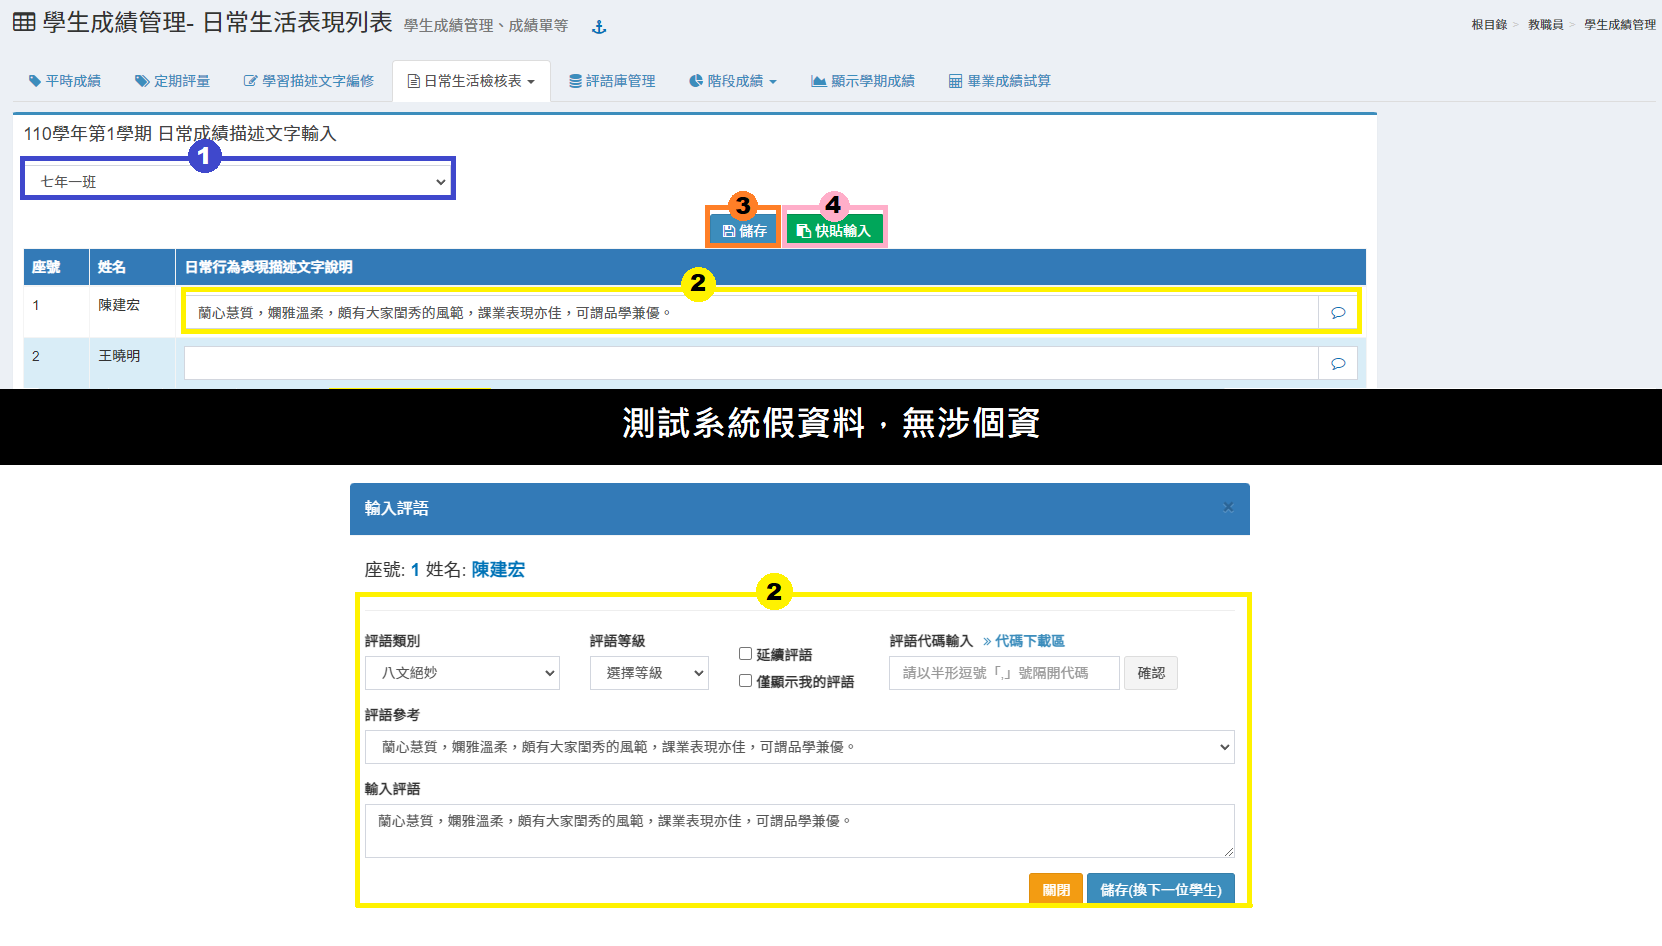 學生成績管理- 日常生活表現列表 學生成績管理、成績單等
根目錄 > 教職員 > 學生成績管理
平時成績 定期評量 學習描述文字編修 日常生活檢核表 評語庫管理 階段成績 顯示學期成績 畢業成績試算
110學年第1學期 日常成績描述文字輸入
1
七年一班
3 4
儲存 快貼輸入
座號 姓名 日常行為表現描述文字說明
2
1 陳建宏 蘭心慧質，嫻雅溫柔，頗有大家閨秀的風範，課業表現亦佳，可謂品學兼優。
2 王曉明
測試系統假資料，無涉個資
輸入評語 ×
座號: 1 姓名: 陳建宏
2
評語類別 評語等級 評語代碼輸入 » 代碼下載區
延續評語
八文絕妙 選擇等級 請以半形逗號「,」號隔開代碼 確認
僅顯示我的評語
評語參考
蘭心慧質，嫻雅溫柔，頗有大家閨秀的風範，課業表現亦佳，可謂品學兼優。
輸入評語
蘭心慧質，嫻雅溫柔，頗有大家閨秀的風範，課業表現亦佳，可謂品學兼優。
關閉 儲存(換下一位學生)